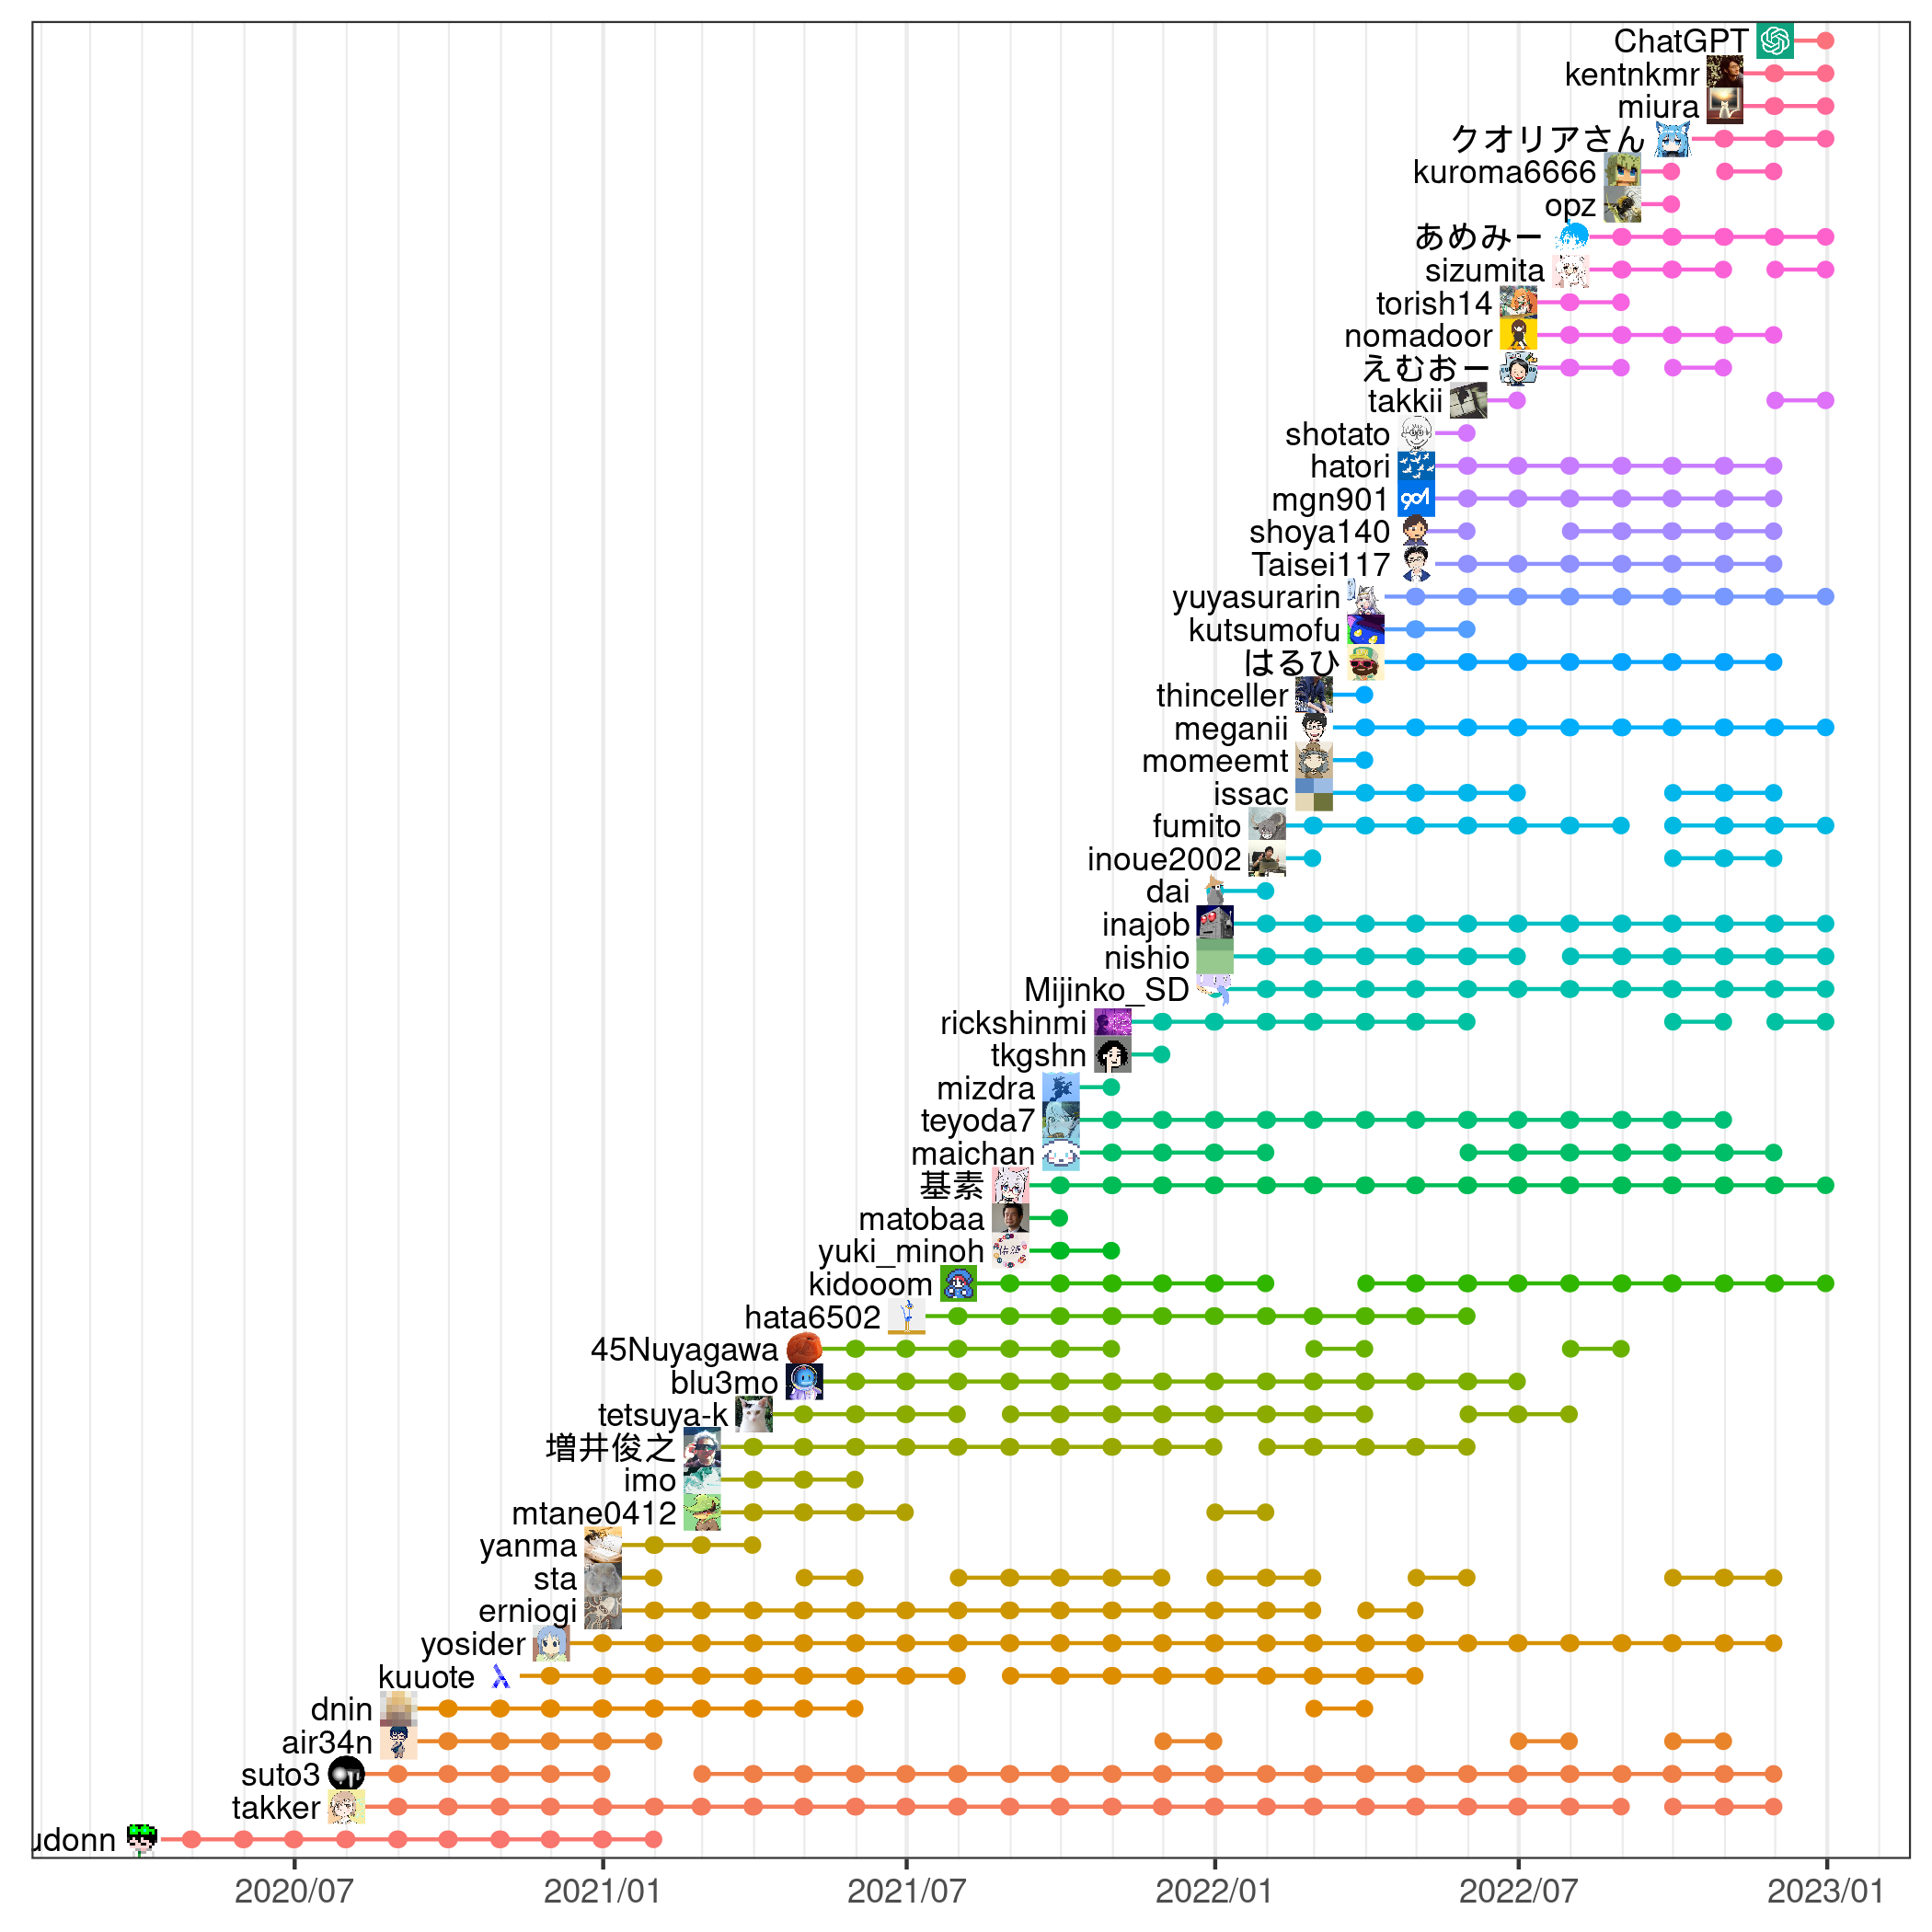 ChatGPT
kentnkmr
miura
クオリアさん
kuroma6666
opz
あめみー
sizumita
torish14
nomadoor
えむおー
takkii
shotato
hatori
mgn901
901
shoya140
Taisei117
yuyasurarin
kutsumofu
はるひ
thinceller
meganii
momeemt
issac
fumito
inoue2002
dai
inajob
nishio
Mijinko_SD
rickshinmi
tkgshn
mizdra
teyoda7
maichan
基素
matobaa
yuki_minoh
kidooom
hata6502
45Nuyagawa
blu3mo
tetsuya-k
増井俊之
imo
mtane0412
yanma
sta
erniogi
yosider
kuuote
dnin
air34n
suto3
takker
udonn
2020/07 2021/01 2021/07 2022/01 2022/07 2023/01